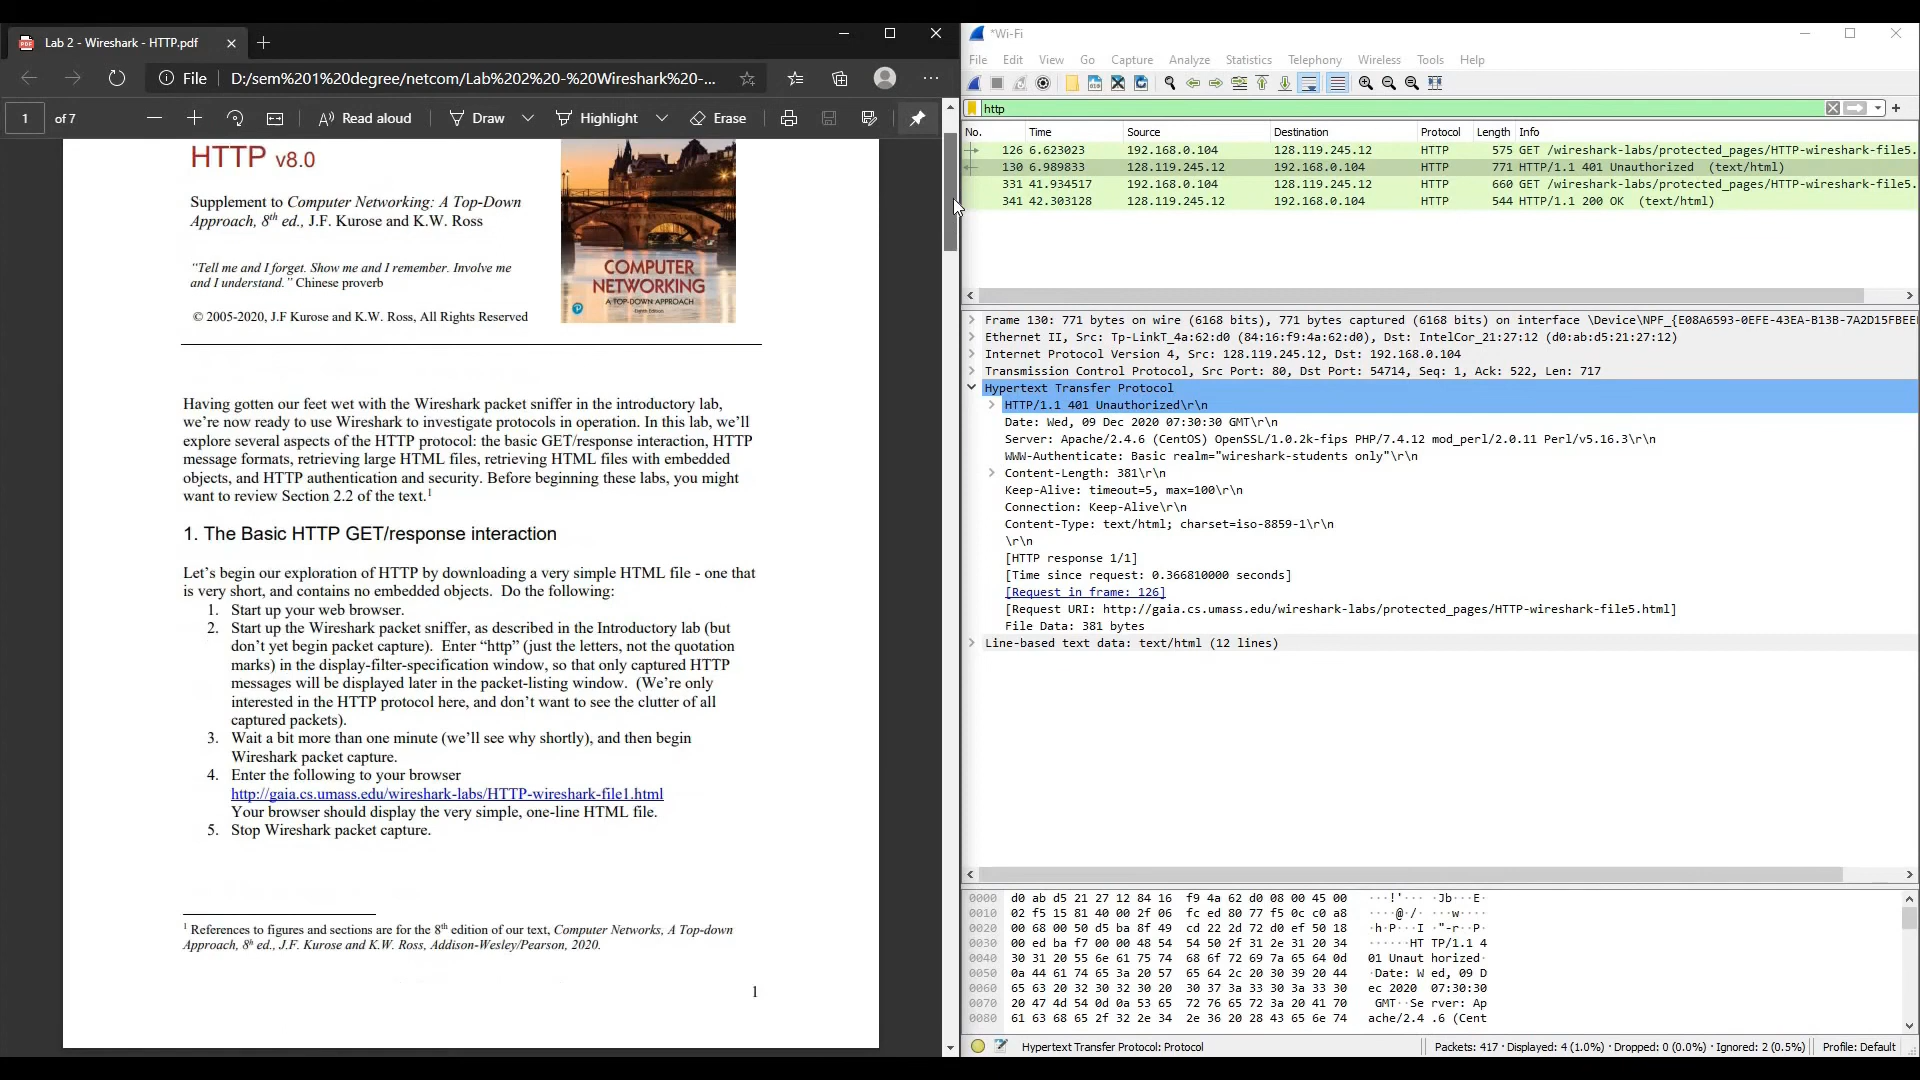 Lab 2 - Wireshark - HTTP.pdf
File
D:/sem%201%20degree/netcom/Lab%202%20-%20Wireshark%20-...
1 of 7
Read aloud
Draw
Highlight
Erase
HTTP v8.0
Supplement to Computer Networking: A Top-Down
Approach, 8th ed., J.F. Kurose and K.W. Ross
“Tell me and I forget. Show me and I remember. Involve me
and I understand.” Chinese proverb
© 2005-2020, J.F Kurose and K.W. Ross, All Rights Reserved
COMPUTER
NETWORKING
A TOP-DOWN APPROACH
Having gotten our feet wet with the Wireshark packet sniffer in the introductory lab,
we’re now ready to use Wireshark to investigate protocols in operation. In this lab, we’ll
explore several aspects of the HTTP protocol: the basic GET/response interaction, HTTP
message formats, retrieving large HTML files, retrieving HTML files with embedded
objects, and HTTP authentication and security. Before beginning these labs, you might
want to review Section 2.2 of the text.1
1. The Basic HTTP GET/response interaction
Let’s begin our exploration of HTTP by downloading a very simple HTML file - one that
is very short, and contains no embedded objects. Do the following:
1. Start up your web browser.
2. Start up the Wireshark packet sniffer, as described in the Introductory lab (but
don’t yet begin packet capture). Enter “http” (just the letters, not the quotation
marks) in the display-filter-specification window, so that only captured HTTP
messages will be displayed later in the packet-listing window. (We’re only
interested in the HTTP protocol here, and don’t want to see the clutter of all
captured packets).
3. Wait a bit more than one minute (we’ll see why shortly), and then begin
Wireshark packet capture.
4. Enter the following to your browser
http://gaia.cs.umass.edu/wireshark-labs/HTTP-wireshark-file1.html
Your browser should display the very simple, one-line HTML file.
5. Stop Wireshark packet capture.
1 References to figures and sections are for the 8th edition of our text, Computer Networks, A Top-down
Approach, 8th ed., J.F. Kurose and K.W. Ross, Addison-Wesley/Pearson, 2020.
1
*Wi-Fi
File Edit View Go Capture Analyze Statistics Telephony Wireless Tools Help
http
No. Time Source Destination Protocol Length Info
126 6.623023 192.168.0.104 128.119.245.12 HTTP 575 GET /wireshark-labs/protected_pages/HTTP-wireshark-file5.
130 6.989833 128.119.245.12 192.168.0.104 HTTP 771 HTTP/1.1 401 Unauthorized (text/html)
331 41.934517 192.168.0.104 128.119.245.12 HTTP 660 GET /wireshark-labs/protected_pages/HTTP-wireshark-file5.
341 42.303128 128.119.245.12 192.168.0.104 HTTP 544 HTTP/1.1 200 OK (text/html)
Frame 130: 771 bytes on wire (6168 bits), 771 bytes captured (6168 bits) on interface \Device\NPF_{E08A6593-0EFE-43EA-B13B-7A2D15FBEE
Ethernet II, Src: Tp-LinkT_4a:62:d0 (84:16:f9:4a:62:d0), Dst: IntelCor_21:27:12 (d0:ab:d5:21:27:12)
Internet Protocol Version 4, Src: 128.119.245.12, Dst: 192.168.0.104
Transmission Control Protocol, Src Port: 80, Dst Port: 54714, Seq: 1, Ack: 522, Len: 717
Hypertext Transfer Protocol
HTTP/1.1 401 Unauthorized\r\n
Date: Wed, 09 Dec 2020 07:30:30 GMT\r\n
Server: Apache/2.4.6 (CentOS) OpenSSL/1.0.2k-fips PHP/7.4.12 mod_perl/2.0.11 Perl/v5.16.3\r\n
WWW-Authenticate: Basic realm="wireshark-students only"\r\n
Content-Length: 381\r\n
Keep-Alive: timeout=5, max=100\r\n
Connection: Keep-Alive\r\n
Content-Type: text/html; charset=iso-8859-1\r\n
\r\n
[HTTP response 1/1]
[Time since request: 0.366810000 seconds]
[Request in frame: 126]
[Request URI: http://gaia.cs.umass.edu/wireshark-labs/protected_pages/HTTP-wireshark-file5.html]
File Data: 381 bytes
Line-based text data: text/html (12 lines)
0000 d0 ab d5 21 27 12 84 16 f9 4a 62 d0 08 00 45 00 ···!'··· ·Jb···E·
0010 02 f5 15 81 40 00 2f 06 fc ed 80 77 f5 0c c0 a8 ····@·/· ···w····
0020 00 68 00 50 d5 ba 8f 49 cd 22 2d 72 d0 ef 50 18 ·h·P···I ·"-r··P·
0030 00 ed ba f7 00 00 48 54 54 50 2f 31 2e 31 20 34 ······HT TP/1.1 4
0040 30 31 20 55 6e 61 75 74 68 6f 72 69 7a 65 64 0d 01 Unaut horized·
0050 0a 44 61 74 65 3a 20 57 65 64 2c 20 30 39 20 44 ·Date: W ed, 09 D
0060 65 63 20 32 30 32 30 20 30 37 3a 33 30 3a 33 30 ec 2020 07:30:30
0070 20 47 4d 54 0d 0a 53 65 72 76 65 72 3a 20 41 70 GMT··Se rver: Ap
0080 61 63 68 65 2f 32 2e 34 2e 36 20 28 43 65 6e 74 ache/2.4 .6 (Cent
Hypertext Transfer Protocol: Protocol
Packets: 417 · Displayed: 4 (1.0%) · Dropped: 0 (0.0%) · Ignored: 2 (0.5%)
Profile: Default